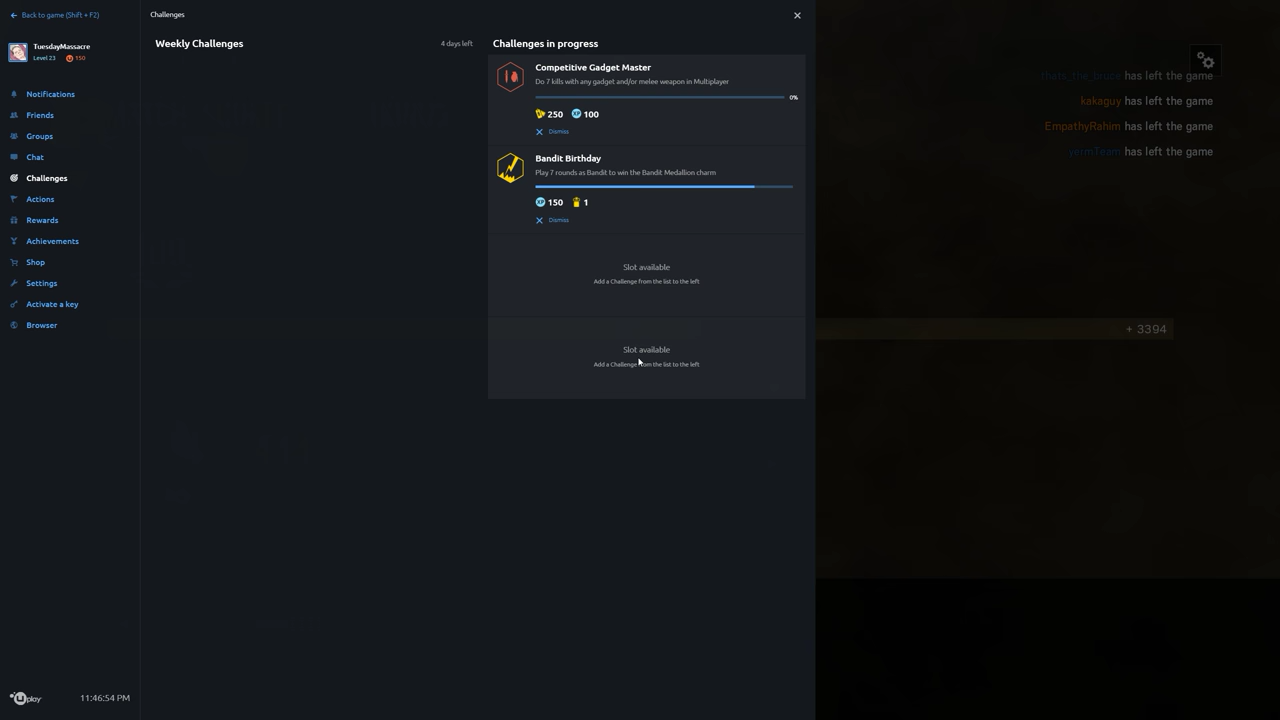 Back to game (Shift + F2)
TuesdayMassacre
Level 23 150
Notifications
Friends
Groups
Chat
Challenges
Actions
Rewards
Achievements
Shop
Settings
Activate a key
Browser
uplay
11:46:54 PM
Challenges
Weekly Challenges
4 days left
Challenges in progress
Competitive Gadget Master
Do 7 kills with any gadget and/or melee weapon in Multiplayer
0%
250 XP 100
Dismiss
Bandit Birthday
Play 7 rounds as Bandit to win the Bandit Medallion charm
XP 150 1
Dismiss
Slot available
Add a Challenge from the list to the left
Slot available
Add a Challenge from the list to the left
has left the game
kakaguy has left the game
EmpathyRahim has left the game
has left the game
+ 3394